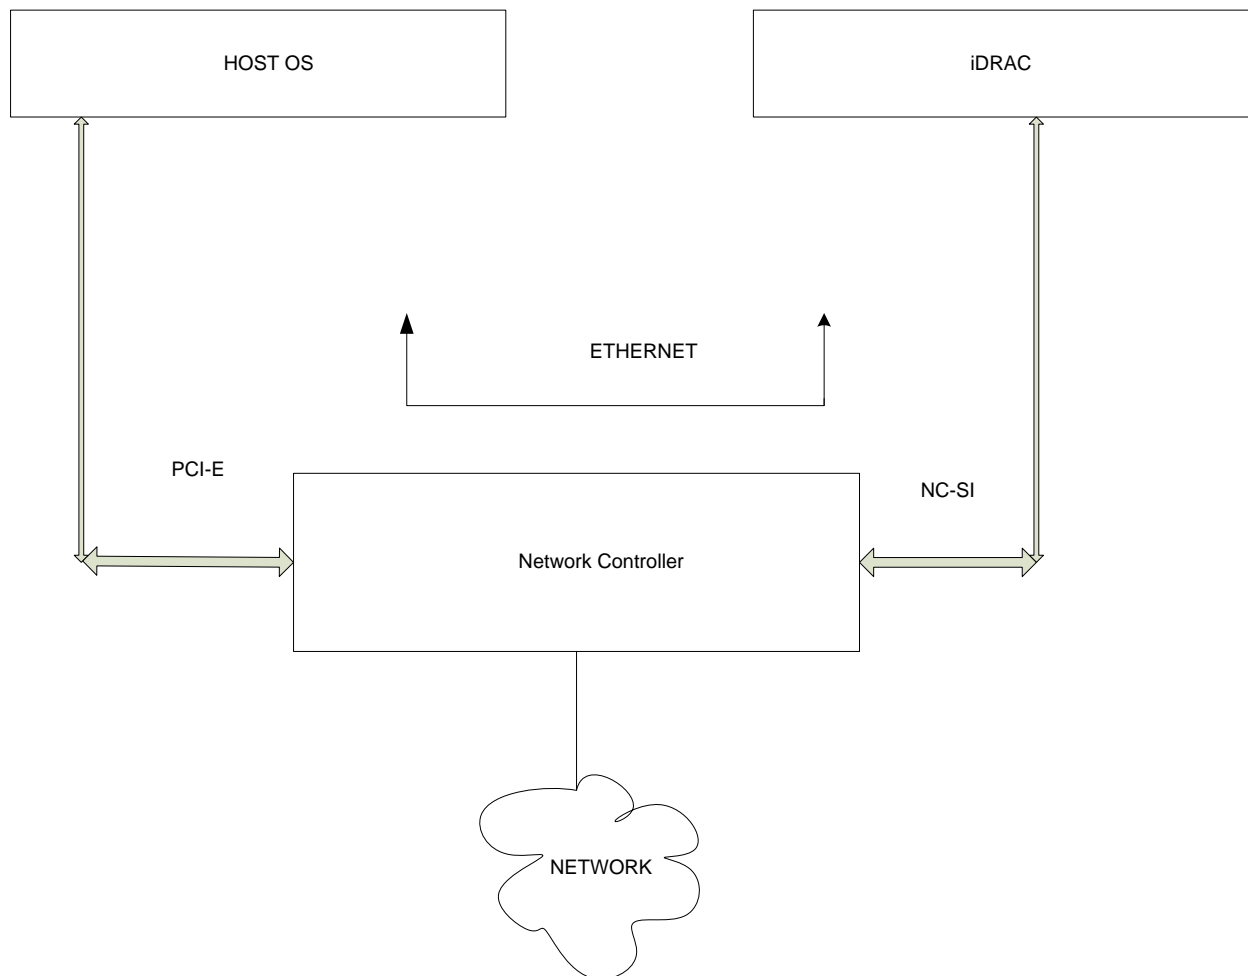 HOST OS
iDRAC
ETHERNET
PCI-E
NC-SI
Network Controller
NETWORK